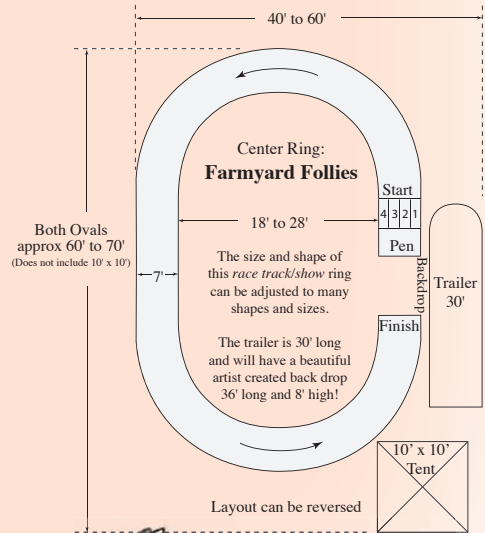 40' to 60'
Center Ring:
Farmyard Follies
Start
4 3 2 1
Pen
18' to 28'
Both Ovals
approx 60' to 70'
(Does not include 10' x 10')
7'
The size and shape of
this race track/show ring
can be adjusted to many
shapes and sizes.
Backdrop
Trailer
30'
Finish
The trailer is 30' long
and will have a beautiful
artist created back drop
36' long and 8' high!
10’ x 10’
Tent
Layout can be reversed